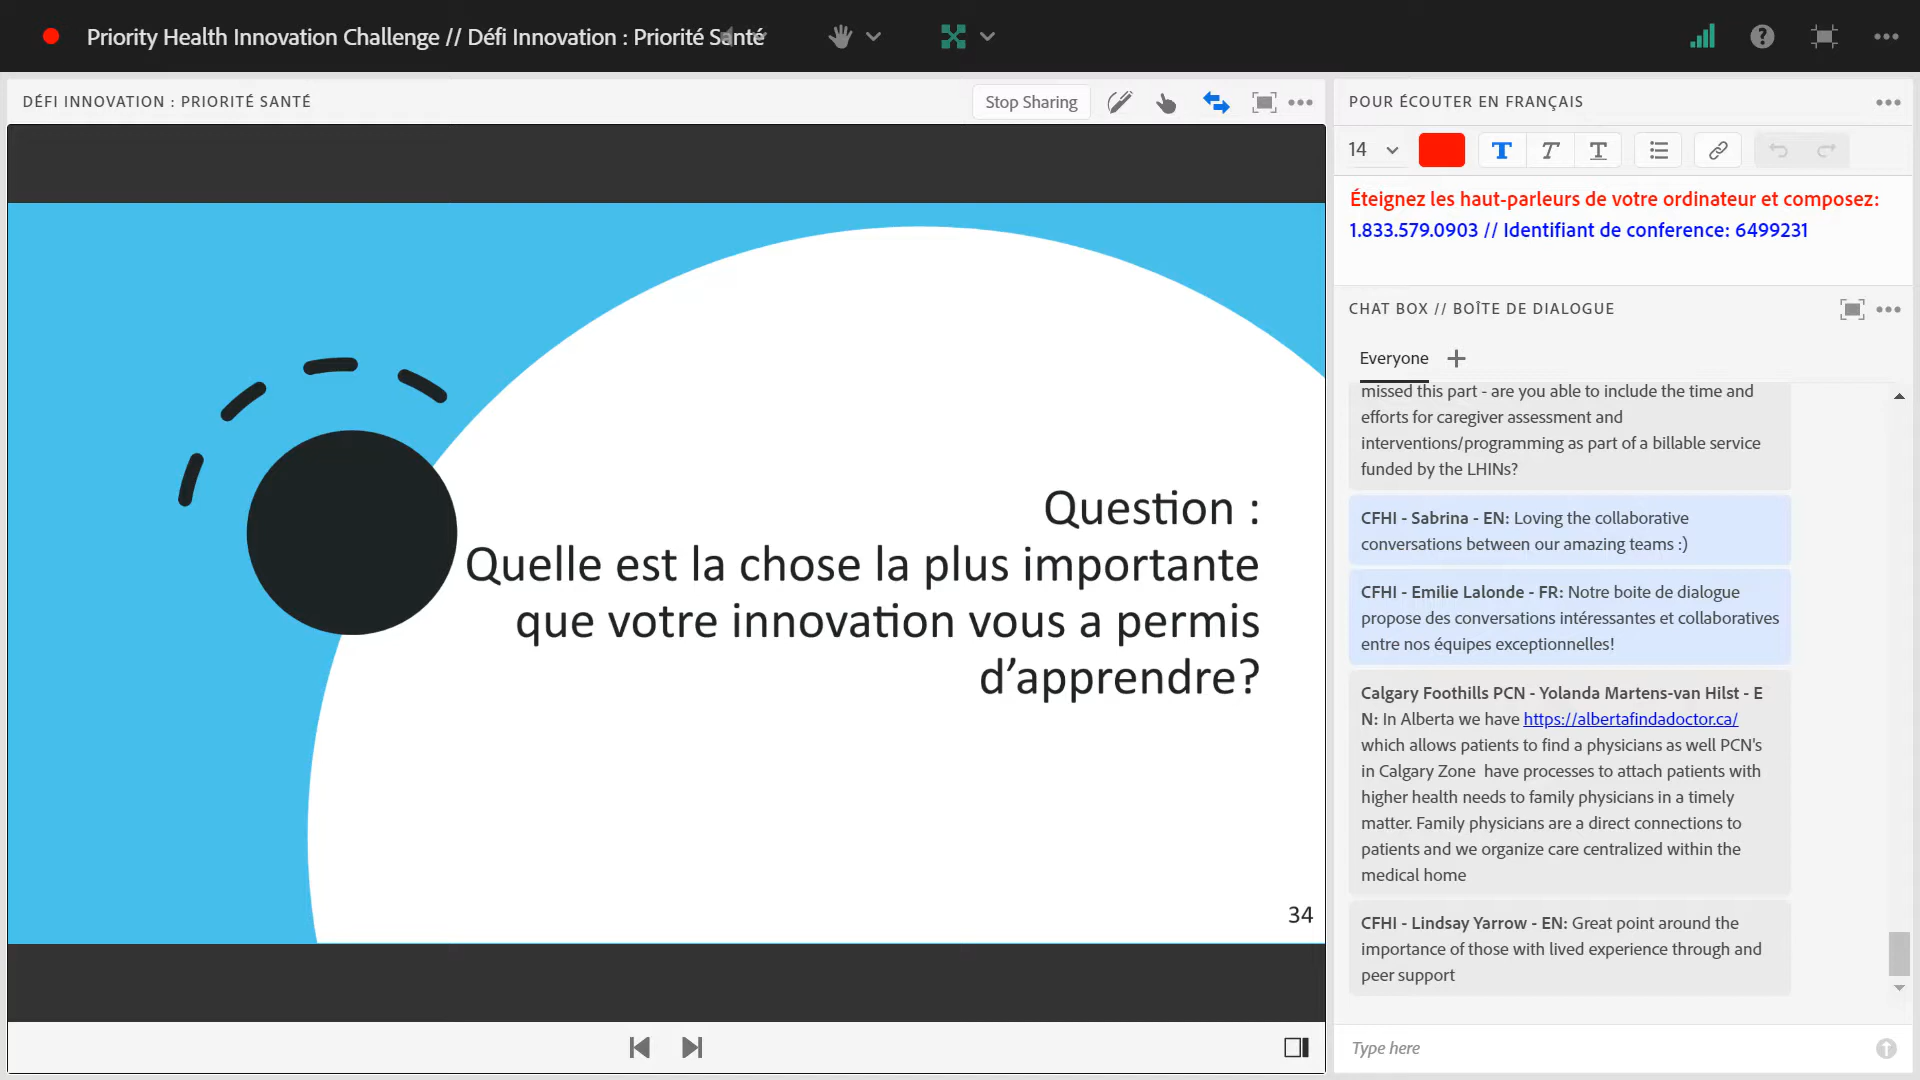 Priority Health Innovation Challenge // Défi Innovation : Priorité Santé
DÉFI INNOVATION : PRIORITÉ SANTÉ
Stop Sharing
Question :
Quelle est la chose la plus importante
que votre innovation vous a permis
d’apprendre?
34
POUR ÉCOUTER EN FRANÇAIS
14
Éteignez les haut-parleurs de votre ordinateur et composez:
1.833.579.0903 // Identifiant de conference: 6499231
CHAT BOX // BOÎTE DE DIALOGUE
Everyone
missed this part - are you able to include the time and
efforts for caregiver assessment and
interventions/programming as part of a billable service
funded by the LHINs?
CFHI - Sabrina - EN: Loving the collaborative
conversations between our amazing teams :)
CFHI - Emilie Lalonde - FR: Notre boite de dialogue
propose des conversations intéressantes et collaboratives
entre nos équipes exceptionnelles!
Calgary Foothills PCN - Yolanda Martens-van Hilst - E
N: In Alberta we have https://albertafindadoctor.ca/
which allows patients to find a physicians as well PCN's
in Calgary Zone  have processes to attach patients with
higher health needs to family physicians in a timely
matter. Family physicians are a direct connections to
patients and we organize care centralized within the
medical home
CFHI - Lindsay Yarrow - EN: Great point around the
importance of those with lived experience through and
peer support
Type here